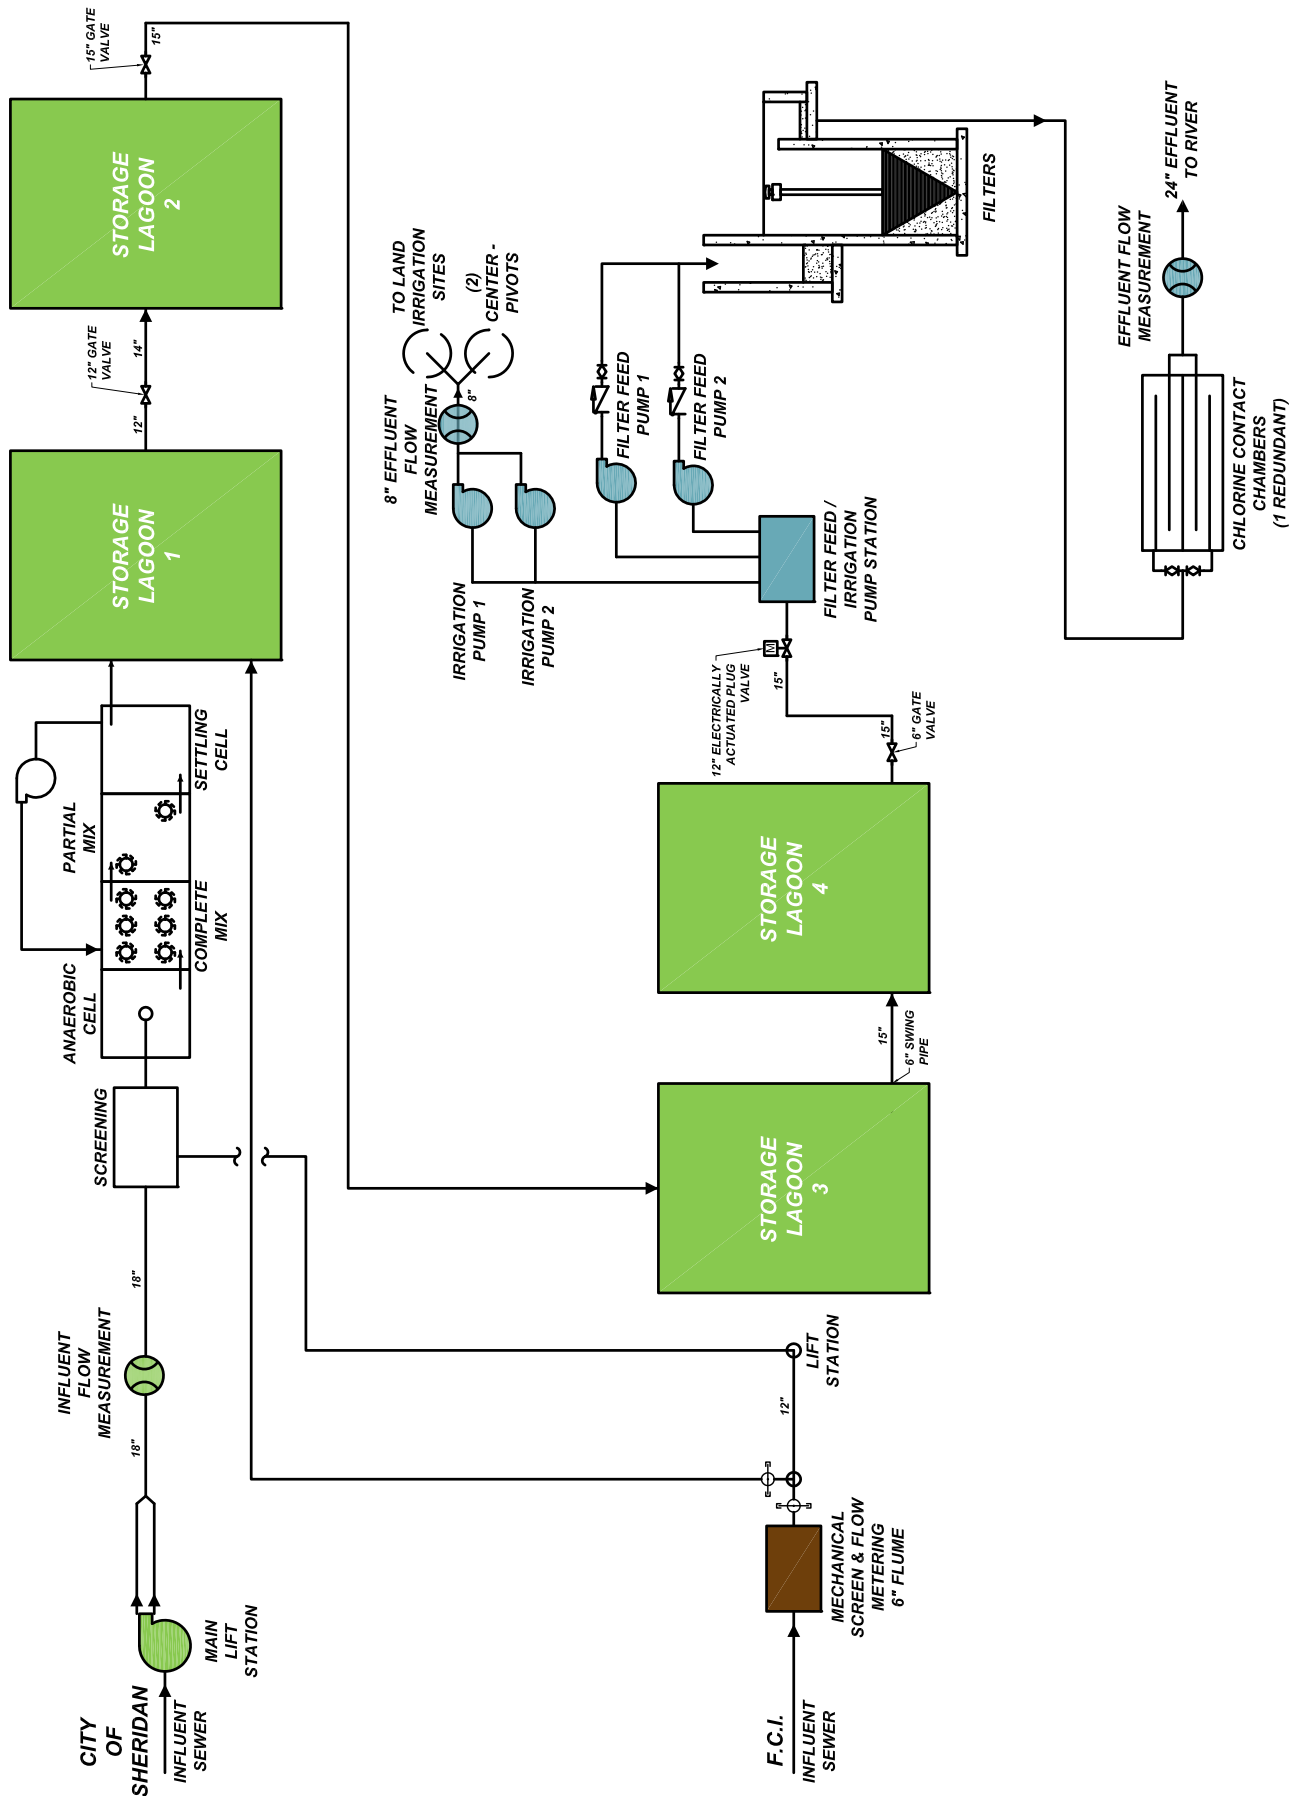 CITY
OF
SHERIDAN
INFLUENT
SEWER
MAIN
LIFT
STATION
18"
INFLUENT
FLOW
MEASUREMENT
18"
SCREENING
ANAEROBIC
CELL
COMPLETE
MIX
PARTIAL
MIX
SETTLING
CELL
STORAGE
LAGOON
1
12"
12" GATE
VALVE
14"
STORAGE
LAGOON
2
15" GATE
VALVE
15"
F.C.I.
INFLUENT
SEWER
MECHANICAL
SCREEN & FLOW
METERING
6" FLUME
12"
LIFT
STATION
STORAGE
LAGOON
3
6" SWING
PIPE
15"
STORAGE
LAGOON
4
6" GATE
VALVE
15"
15"
12" ELECTRICALLY
ACTUATED PLUG
VALVE
M
FILTER FEED /
IRRIGATION
PUMP STATION
IRRIGATION
PUMP 1
IRRIGATION
PUMP 2
8" EFFLUENT
FLOW
MEASUREMENT
8"
TO LAND
IRRIGATION
SITES
(2)
CENTER -
PIVOTS
FILTER FEED
PUMP 1
FILTER FEED
PUMP 2
FILTERS
CHLORINE CONTACT
CHAMBERS
(1 REDUNDANT)
EFFLUENT FLOW
MEASUREMENT
24" EFFLUENT
TO RIVER